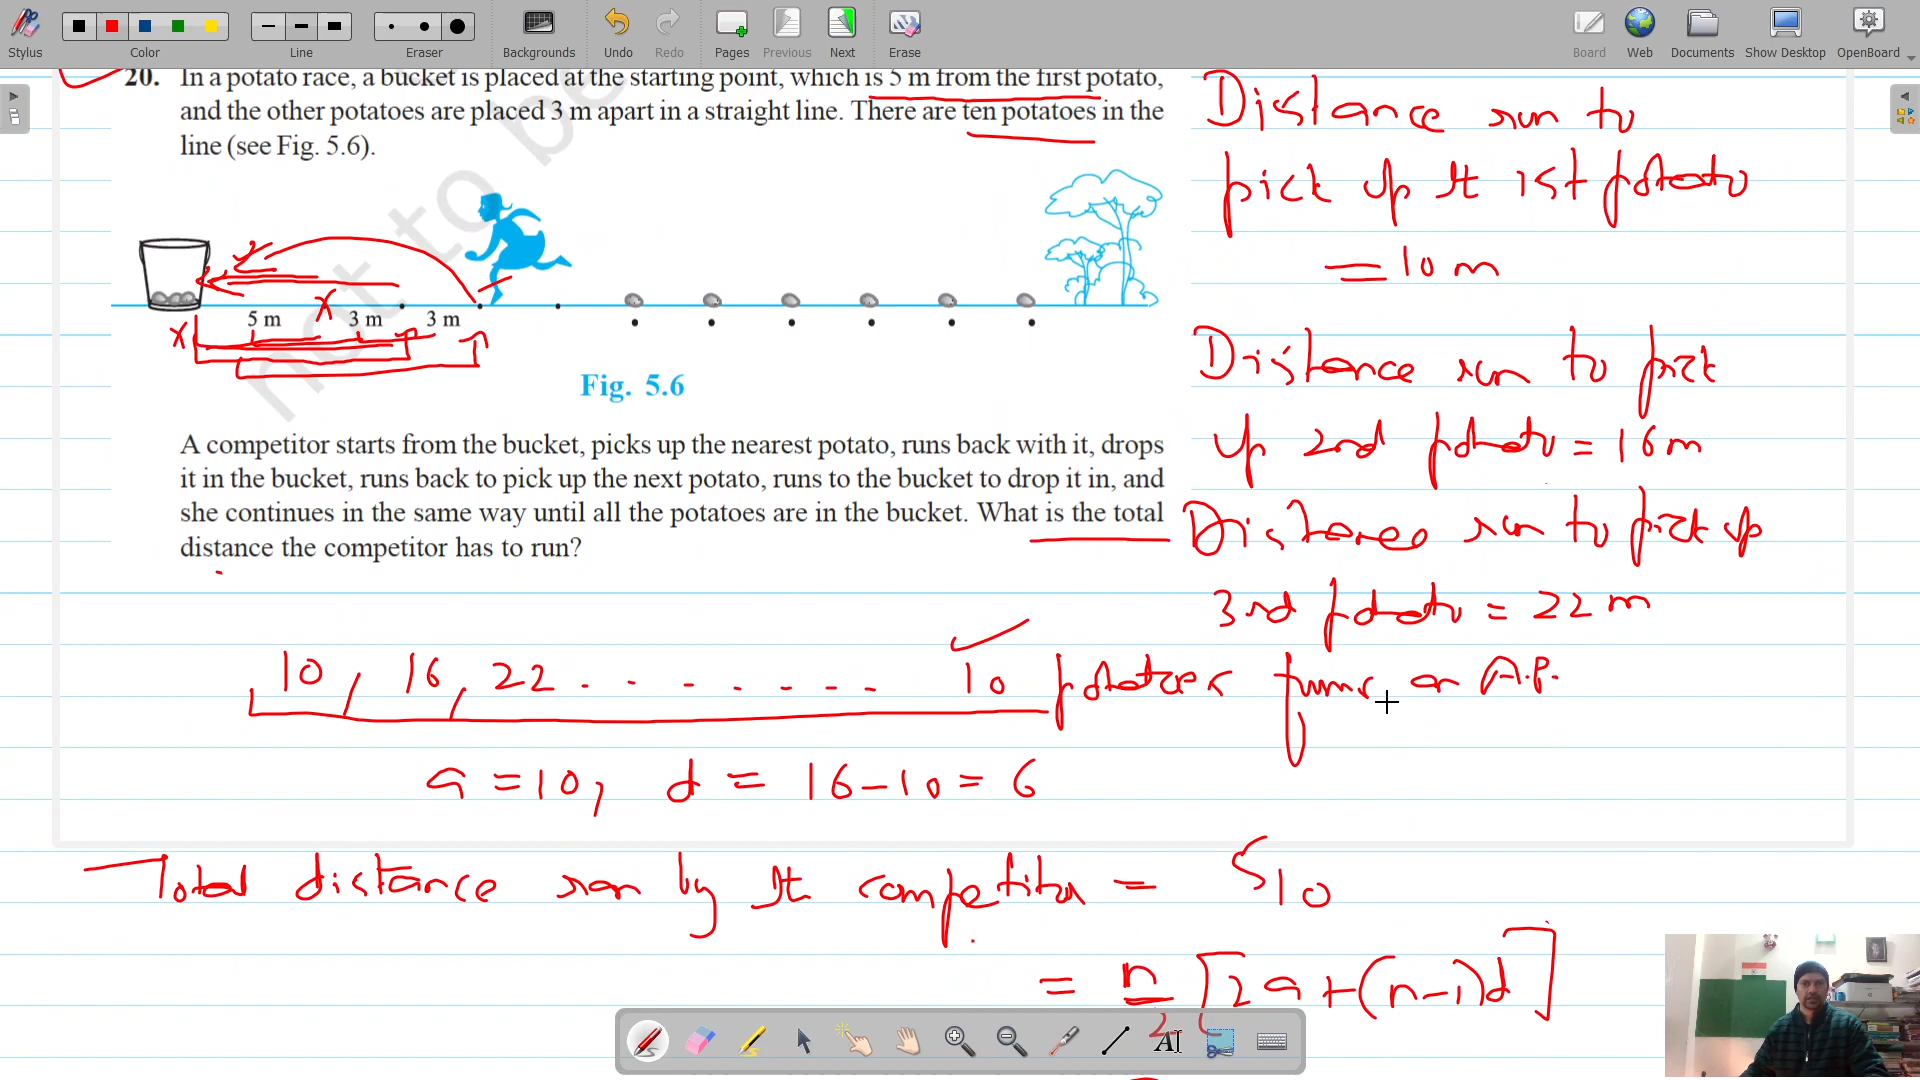 Stylus
Color
Line
Eraser
Backgrounds
Undo
Redo
Pages
Previous
Next
Erase
Board
Web
Documents
Show Desktop
OpenBoard
20. In a potato race, a bucket is placed at the starting point, which is 5 m from the first potato,
and the other potatoes are placed 3 m apart in a straight line. There are ten potatoes in the
line (see Fig. 5.6).
not to be
5 m 3 m 3 m
Fig. 5.6
A competitor starts from the bucket, picks up the nearest potato, runs back with it, drops
it in the bucket, runs back to pick up the next potato, runs to the bucket to drop it in, and
she continues in the same way until all the potatoes are in the bucket. What is the total
distance the competitor has to run?
Distance run to
pick up the 1st potato
= 10 m
Distance run to pick
up 2nd potato = 16 m
Distance run to pick up
3rd potato = 22 m
10, 16, 22 . . . . . . . 10 potatoes forms an A.P.
a = 10, d = 16 - 10 = 6
Total distance ran by the competitor = S10
= n/2 [2a + (n-1)d]